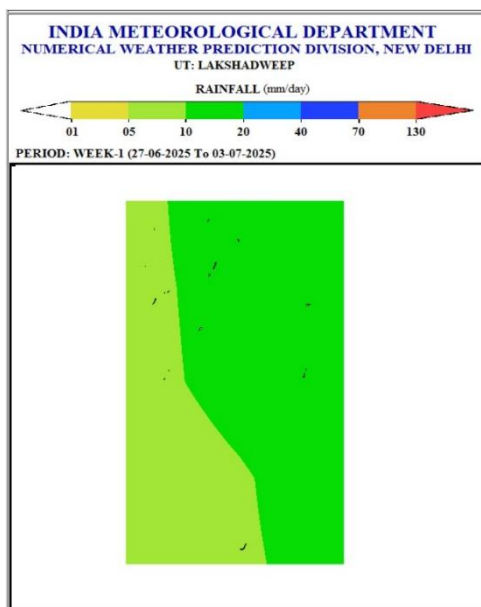 INDIA METEOROLOGICAL DEPARTMENT
NUMERICAL WEATHER PREDICTION DIVISION, NEW DELHI
UT: LAKSHADWEEP
RAINFALL (mm/day)
01 05 10 20 40 70 130
PERIOD: WEEK-1 (27-06-2025 To 03-07-2025)